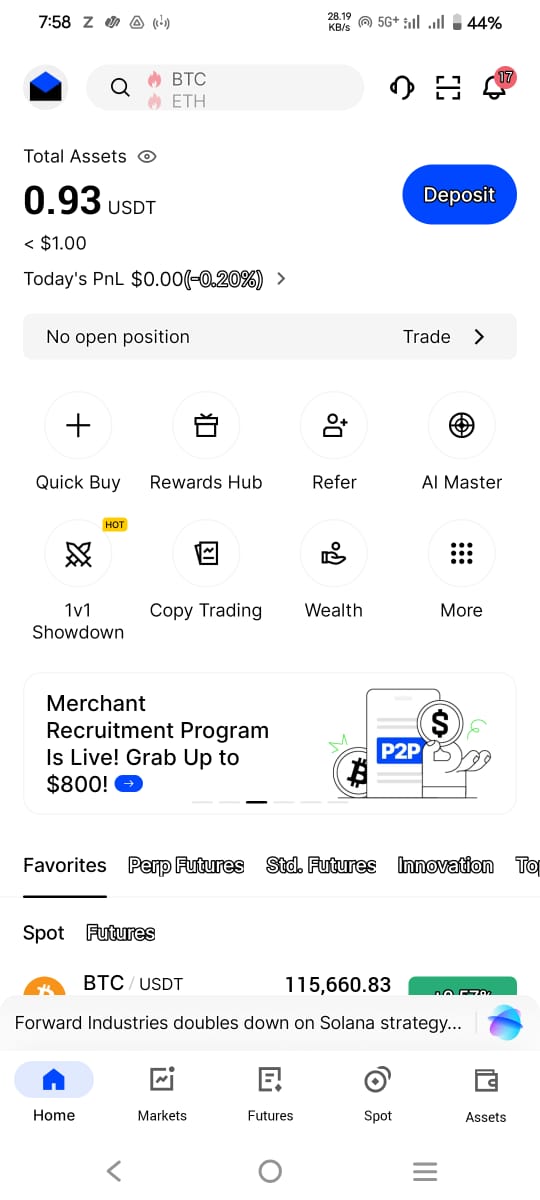 7:58 Z 28.19 KB/s 5G+ 44%
BTC
ETH
17
Total Assets
0.93 USDT
Deposit
< $1.00
Today's PnL $0.00(-0.20%)
No open position Trade
Quick Buy Rewards Hub Refer AI Master
HOT
1v1 Showdown Copy Trading Wealth More
Merchant
Recruitment Program
Is Live! Grab Up to
$800!
P2P
Favorites Perp Futures Std. Futures Innovation To
Spot Futures
BTC / USDT 115,660.83
Forward Industries doubles down on Solana strategy...
Home Markets Futures Spot Assets